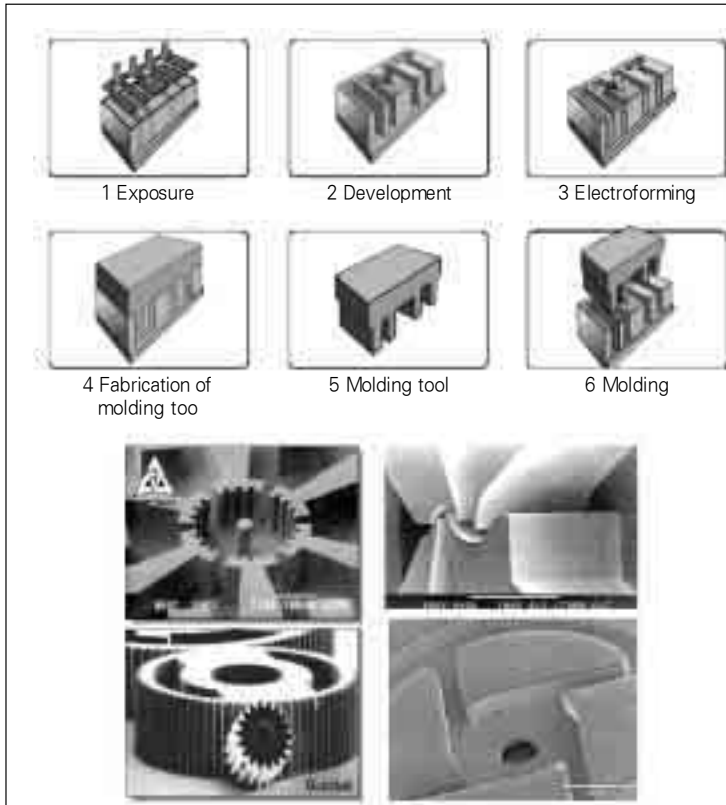 1 Exposure
2 Development
3 Electroforming
4 Fabrication of
molding too
5 Molding tool
6 Molding